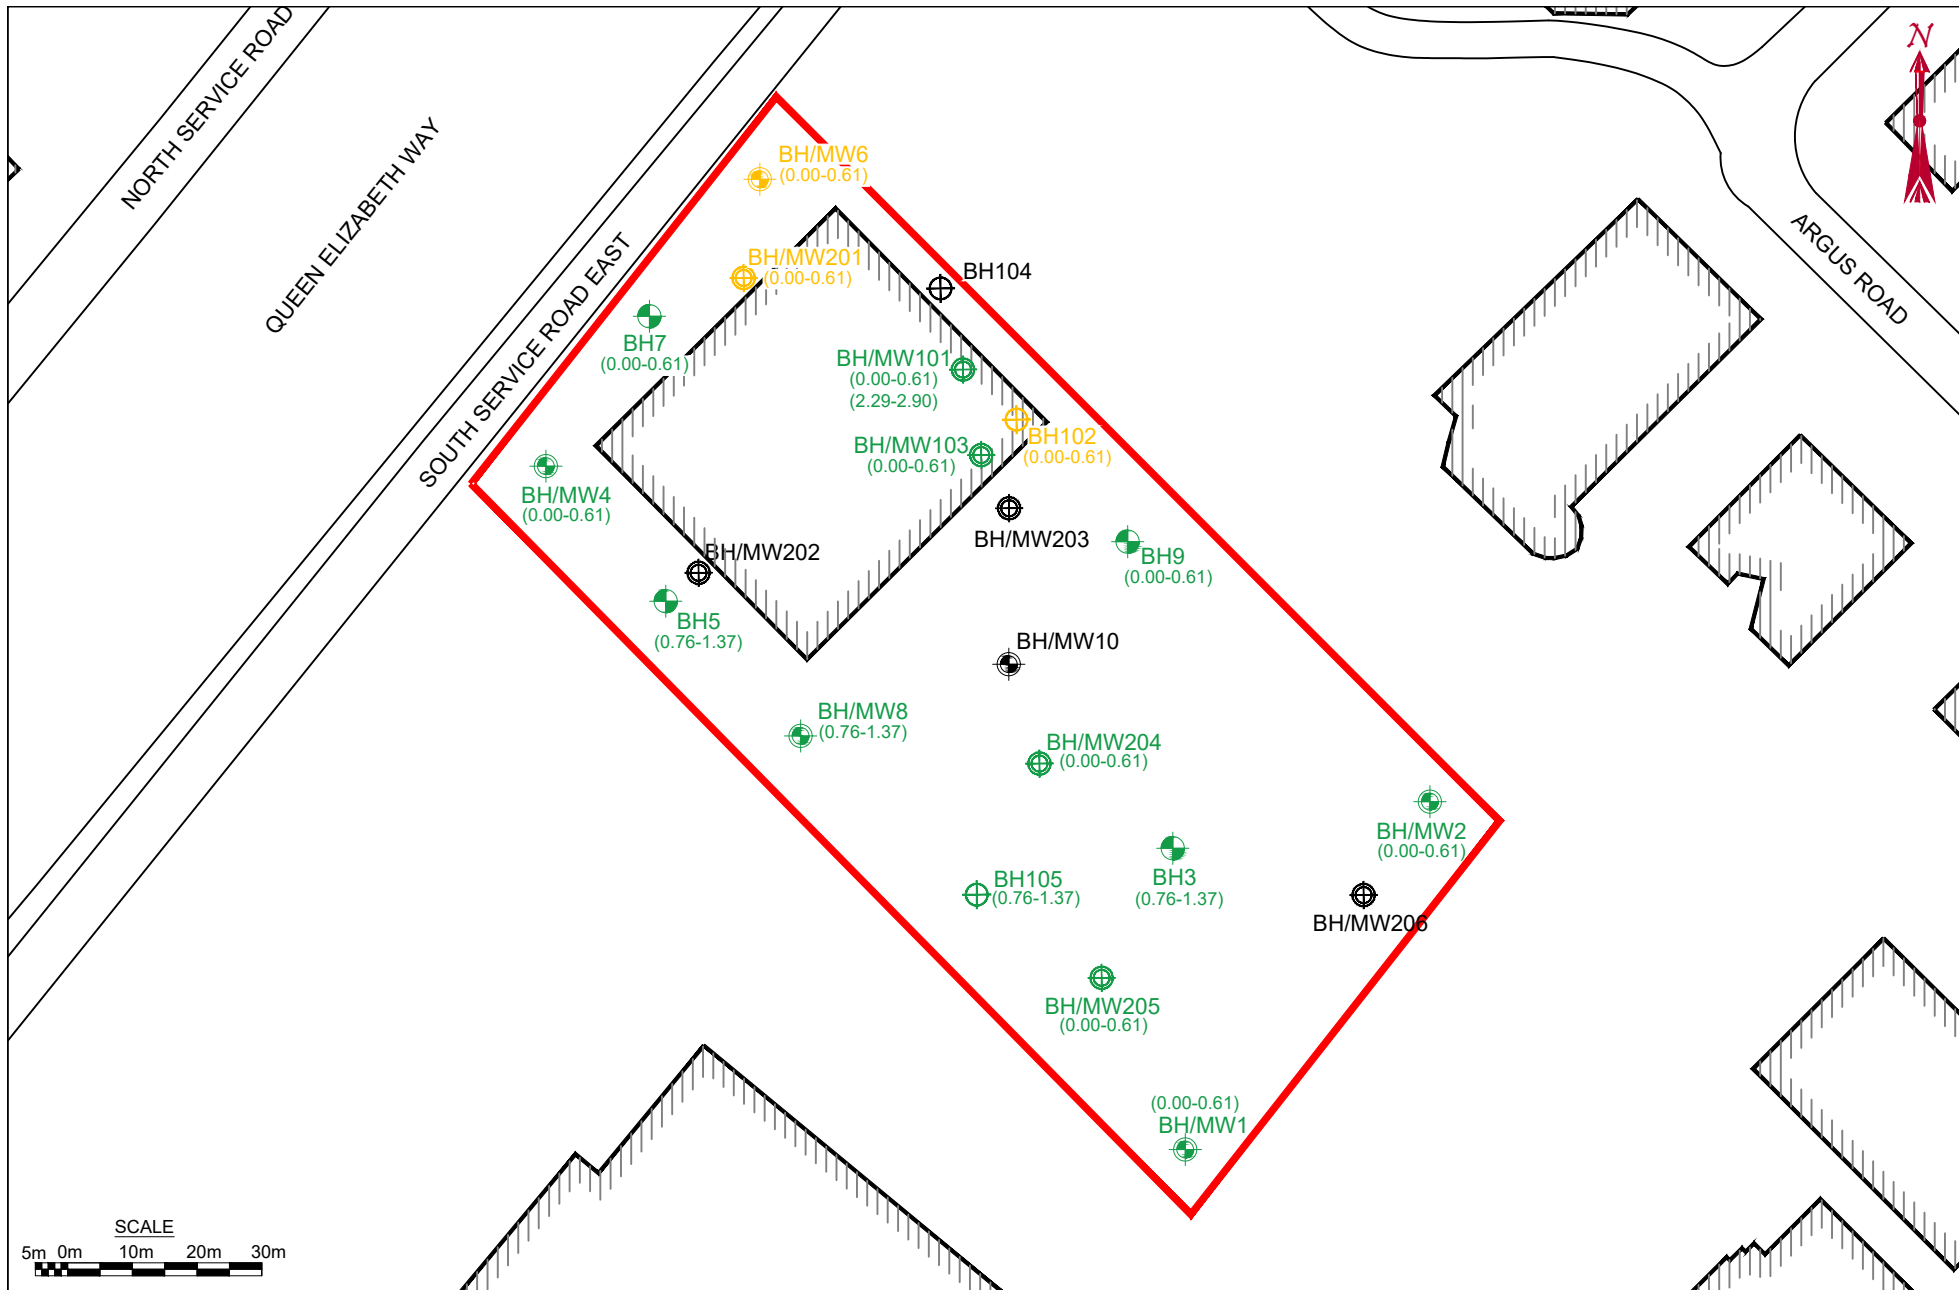 NORTH SERVICE ROAD
QUEEN ELIZABETH WAY
SOUTH SERVICE ROAD EAST
ARGUS ROAD
N
BH/MW6
(0.00-0.61)
BH/MW201
(0.00-0.61)
BH104
BH7
(0.00-0.61)
BH/MW101
(0.00-0.61)
(2.29-2.90)
BH102
(0.00-0.61)
BH/MW103
(0.00-0.61)
BH/MW4
(0.00-0.61)
BH/MW203
BH/MW202
BH9
(0.00-0.61)
BH5
(0.76-1.37)
BH/MW10
BH/MW8
(0.76-1.37)
BH/MW204
(0.00-0.61)
BH/MW2
(0.00-0.61)
BH105
(0.76-1.37)
BH3
(0.76-1.37)
BH/MW206
BH/MW205
(0.00-0.61)
(0.00-0.61)
BH/MW1
SCALE
5m 0m 10m 20m 30m